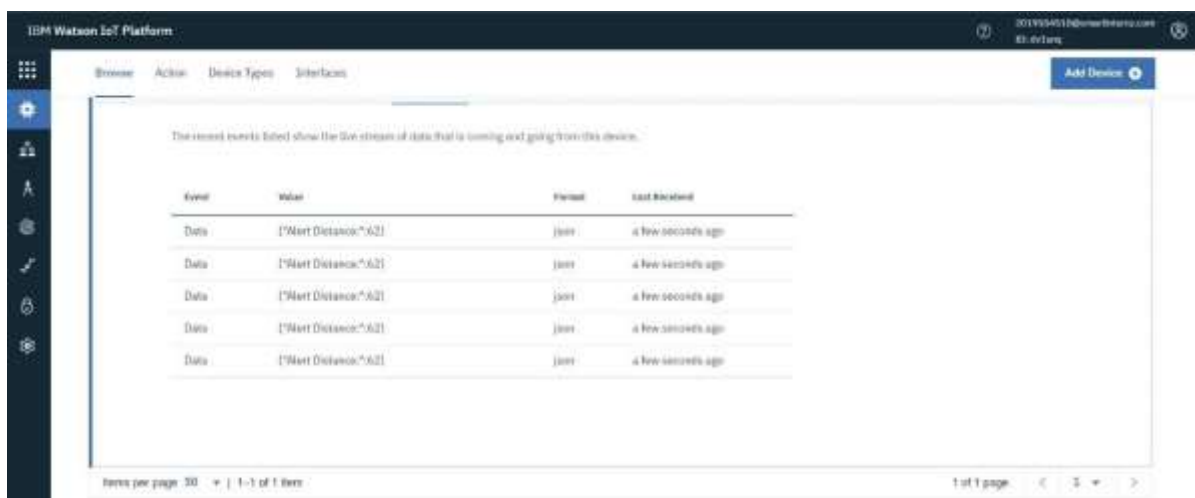 IBM Watson IoT Platform
ID:
Browse Action Device Types Interfaces
Add Device
The recent events listed show the live stream of data that is coming and going from this device.
Event Value Format Last Received
Data {"Alert Distance:":62} json a few seconds ago
Data {"Alert Distance:":62} json a few seconds ago
Data {"Alert Distance:":62} json a few seconds ago
Data {"Alert Distance:":62} json a few seconds ago
Data {"Alert Distance:":62} json a few seconds ago
Items per page 50 | 1–1 of 1 item 1 of 1 page < 1 >